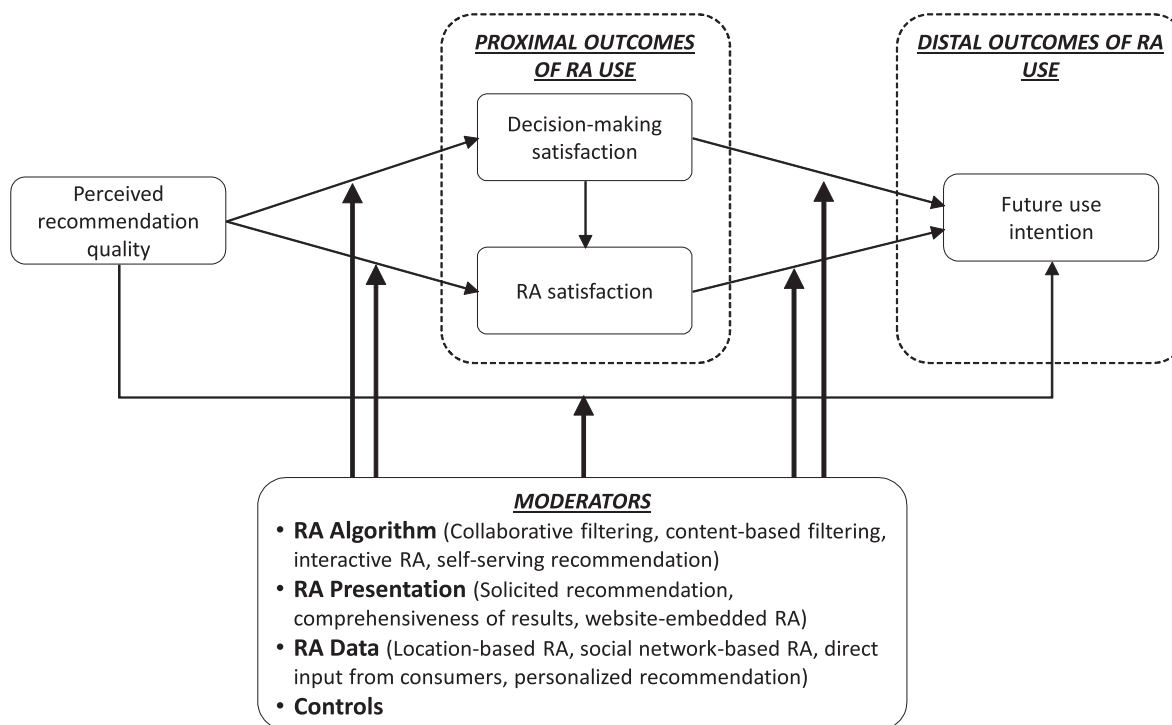 PROXIMAL OUTCOMES
OF RA USE
DISTAL OUTCOMES OF RA
USE
Decision-making
satisfaction
Perceived
recommendation
quality
Future use
intention
RA satisfaction
MODERATORS
• RA Algorithm (Collaborative filtering, content-based filtering,
interactive RA, self-serving recommendation)
• RA Presentation (Solicited recommendation,
comprehensiveness of results, website-embedded RA)
• RA Data (Location-based RA, social network-based RA, direct
input from consumers, personalized recommendation)
• Controls